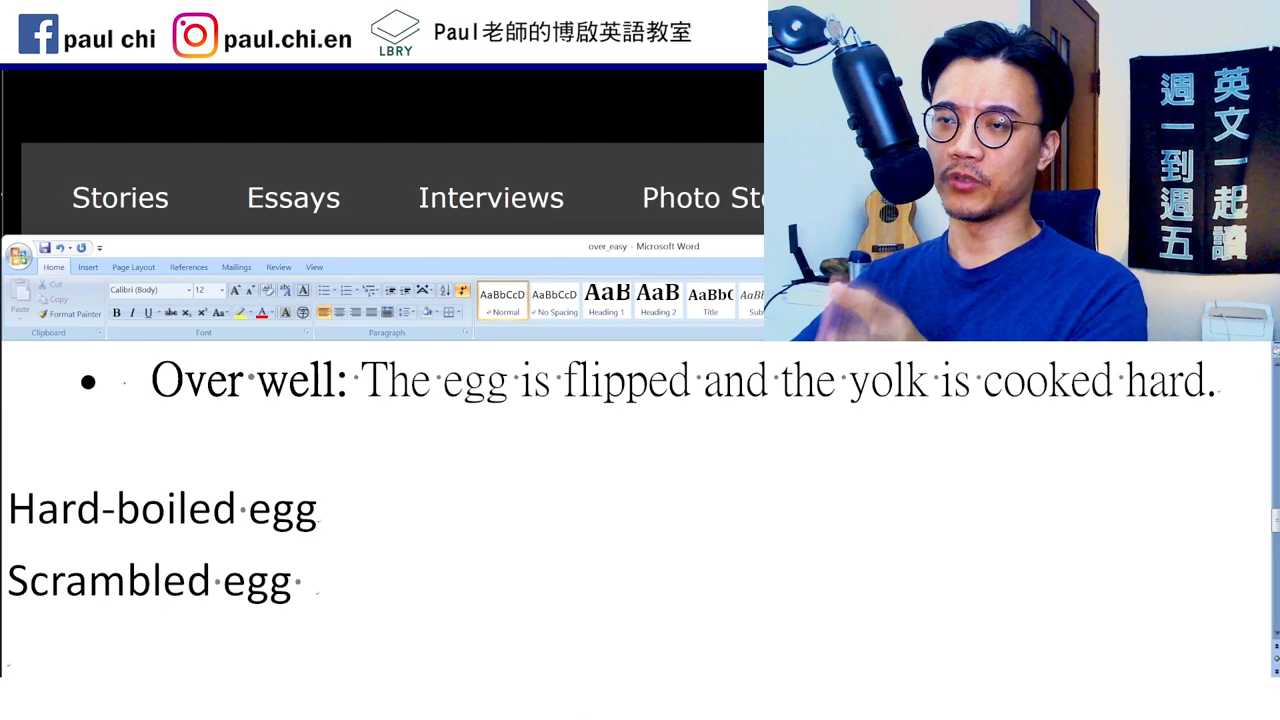 paul chi
paul.chi.en
LBRY
Paul老師的博啟英語教室
英文一起讀
週一到週五
Stories Essays Interviews Photo Sto
over_easy - Microsoft Word
Home Insert Page Layout References Mailings Review View
Cut
Copy
Format Painter
Paste
Clipboard
Calibri (Body) 12
Font
Paragraph
AaBbCcD AaBbCcD AaB AaB AaBb AaB
Normal No Spacing Heading 1 Heading 2 Title Sub
• Over well: The egg is flipped and the yolk is cooked hard.
Hard-boiled egg
Scrambled egg